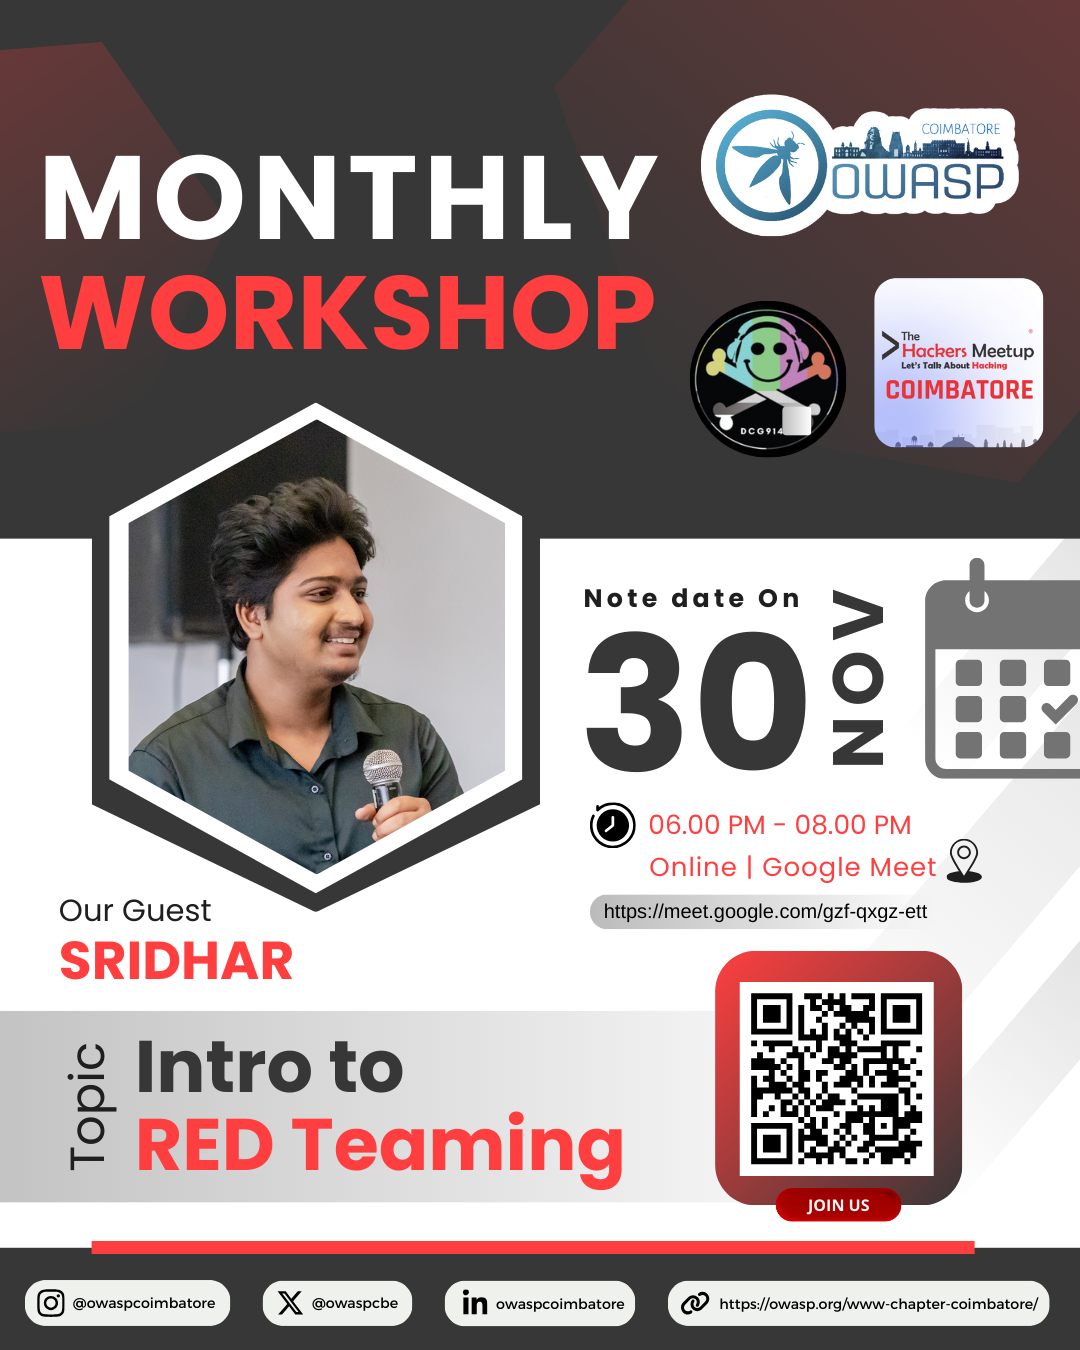 MONTHLY
WORKSHOP
COIMBATORE
OWASP
DCG914
>The
Hackers Meetup
Let's Talk About Hacking
COIMBATORE
Note date On
30
NOV
06.00 PM - 08.00 PM
Online | Google Meet
https://meet.google.com/gzf-qxgz-ett
Our Guest
SRIDHAR
Topic
Intro to
RED Teaming
JOIN US
@owaspcoimbatore
@owaspcbe
owaspcoimbatore
https://owasp.org/www-chapter-coimbatore/